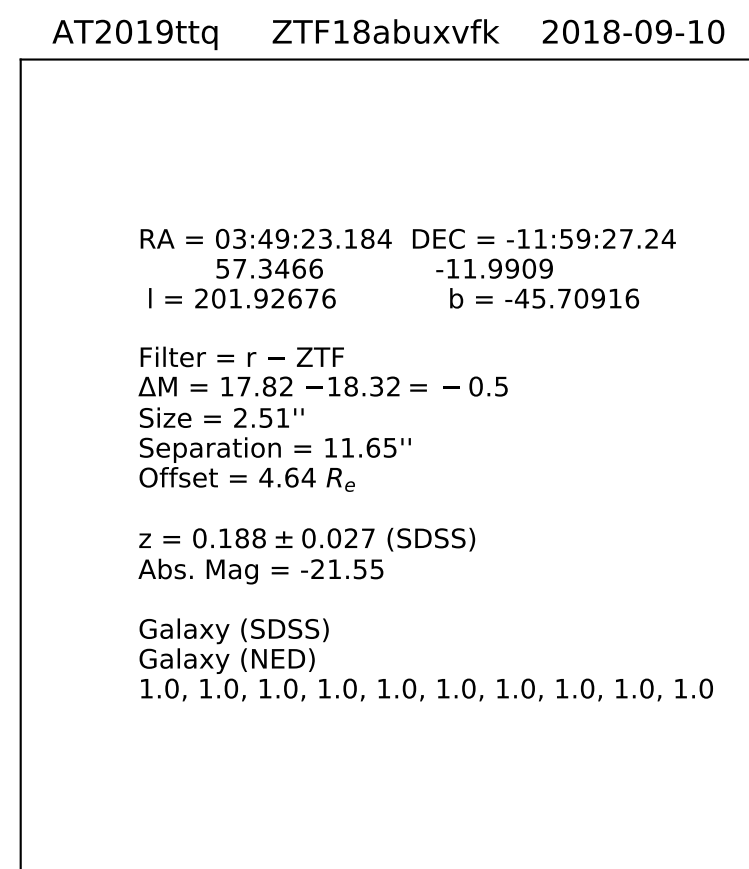 AT2019ttq ZTF18abuxvfk 2018-09-10
RA = 03:49:23.184 DEC = -11:59:27.24
57.3466 -11.9909
l = 201.92676 b = -45.70916
Filter = r − ZTF
ΔM = 17.82 −18.32 = − 0.5
Size = 2.51''
Separation = 11.65''
Offset = 4.64 Rₑ
z = 0.188 ± 0.027 (SDSS)
Abs. Mag = -21.55
Galaxy (SDSS)
Galaxy (NED)
1.0, 1.0, 1.0, 1.0, 1.0, 1.0, 1.0, 1.0, 1.0, 1.0